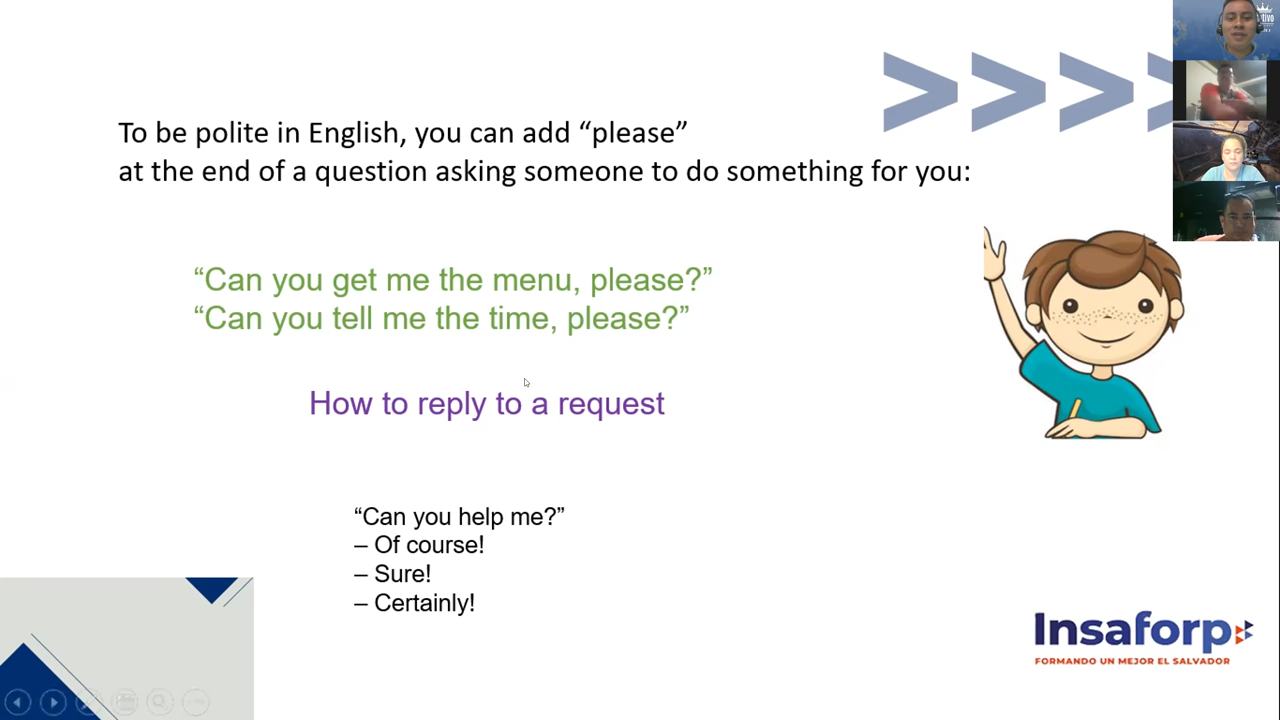 To be polite in English, you can add “please”
at the end of a question asking someone to do something for you:
“Can you get me the menu, please?”
“Can you tell me the time, please?”
How to reply to a request
“Can you help me?”
– Of course!
– Sure!
– Certainly!
Insaforp
FORMANDO UN MEJOR EL SALVADOR